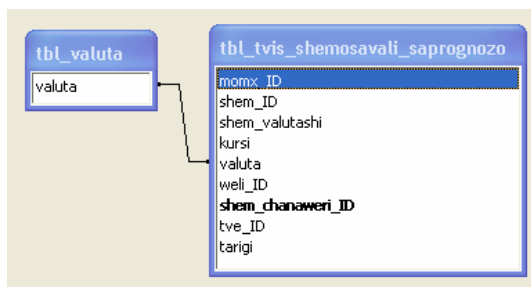 tbl_valuta
valuta
tbl_tvis_shemosavali_saprognozo
momx_ID
shem_ID
shem_valutashi
kursi
valuta
weli_ID
shem_chanaweri_ID
tve_ID
tarigi